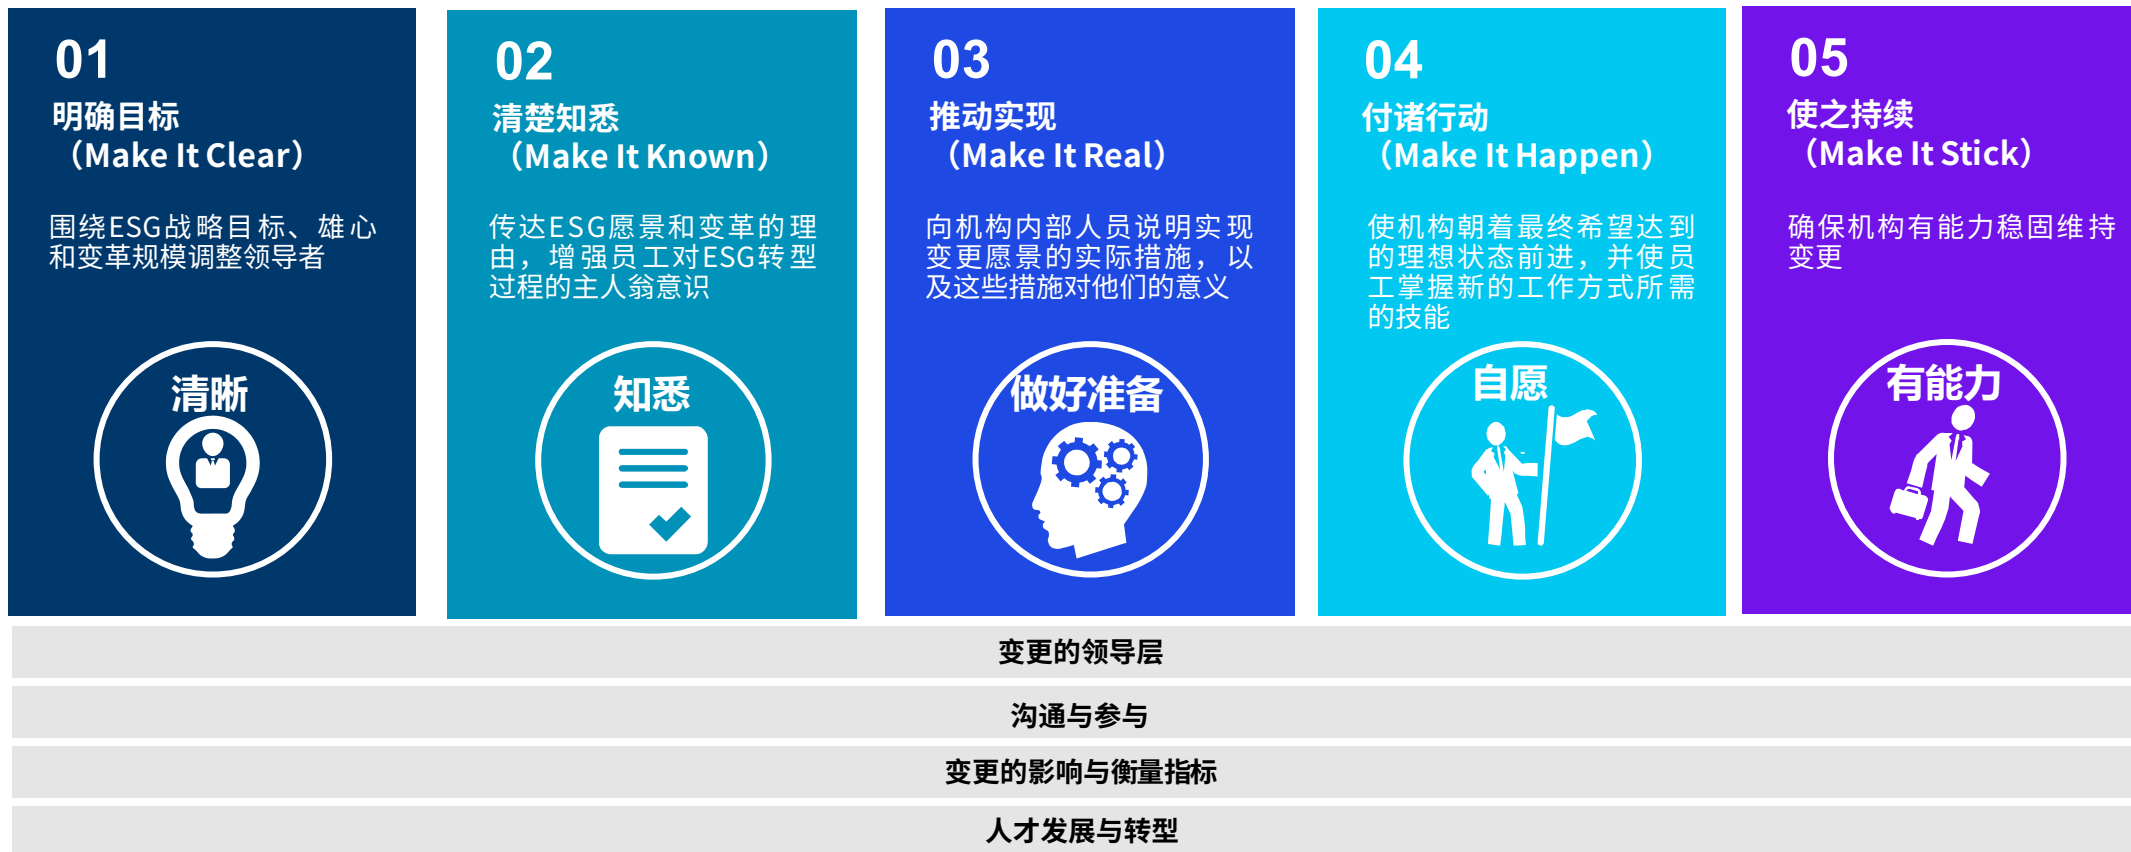 01
明确目标
（Make It Clear）
围绕ESG战略目标、雄心
和变革规模调整领导者
清晰
02
清楚知悉
（Make It Known）
传达ESG愿景和变革的理
由，增强员工对ESG转型
过程的主人翁意识
知悉
03
推动实现
（Make It Real）
向机构内部人员说明实现
变更愿景的实际措施，以
及这些措施对他们的意义
做好准备
04
付诸行动
（Make It Happen）
使机构朝着最终希望达到
的理想状态前进，并使员
工掌握新的工作方式所需
的技能
自愿
05
使之持续
（Make It Stick）
确保机构有能力稳固维持
变更
有能力
变更的领导层
沟通与参与
变更的影响与衡量指标
人才发展与转型